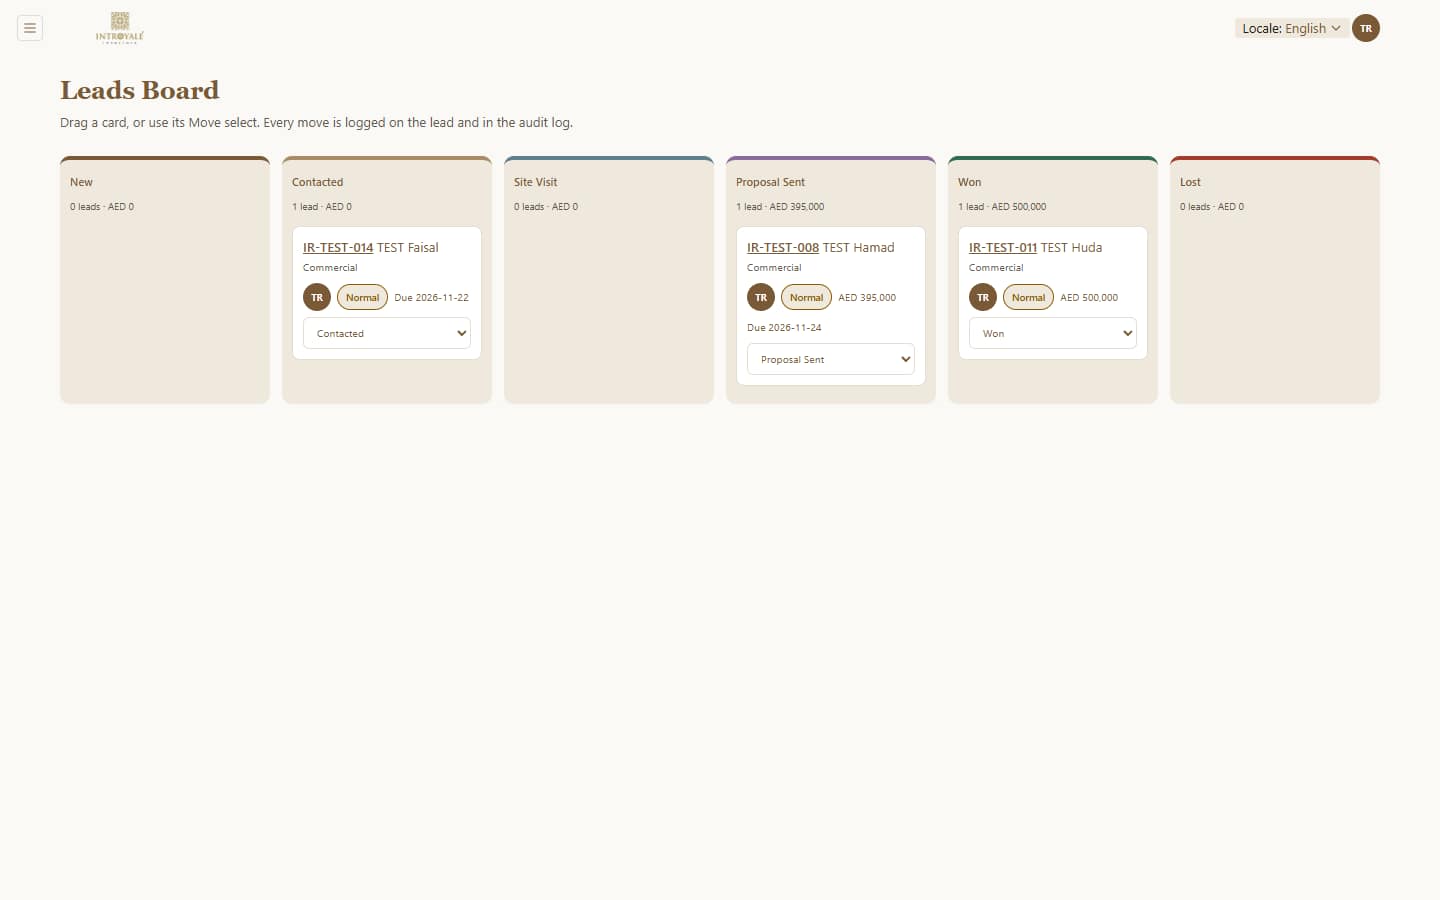 INTROYALE
INTERIORS
Locale: English
TR
Leads Board
Drag a card, or use its Move select. Every move is logged on the lead and in the audit log.
New
0 leads · AED 0
Contacted
1 lead · AED 0
IR-TEST-014 TEST Faisal
Commercial
TR Normal Due 2026-11-22
Contacted
Site Visit
0 leads · AED 0
Proposal Sent
1 lead · AED 395,000
IR-TEST-008 TEST Hamad
Commercial
TR Normal AED 395,000
Due 2026-11-24
Proposal Sent
Won
1 lead · AED 500,000
IR-TEST-011 TEST Huda
Commercial
TR Normal AED 500,000
Won
Lost
0 leads · AED 0